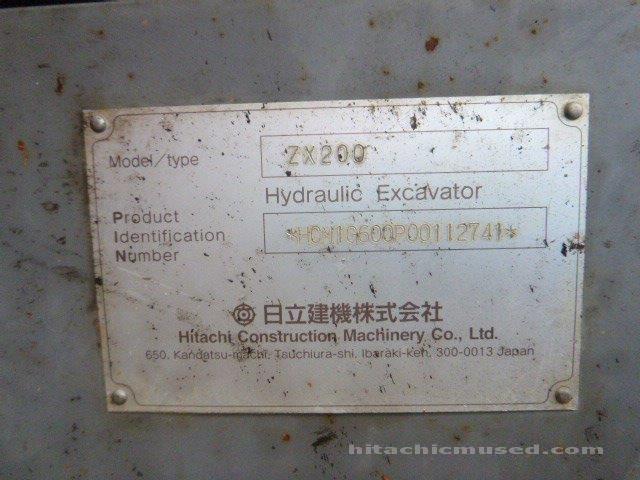 Model/type ZX200
Hydraulic Excavator
Product
Identification *HCM1G600P00112741*
Number
日立建機株式会社
Hitachi Construction Machinery Co., Ltd.
650, Kandatsu-machi, Tsuchiura-shi, Ibaraki-ken, 300-0013 Japan
hitachicmused.com